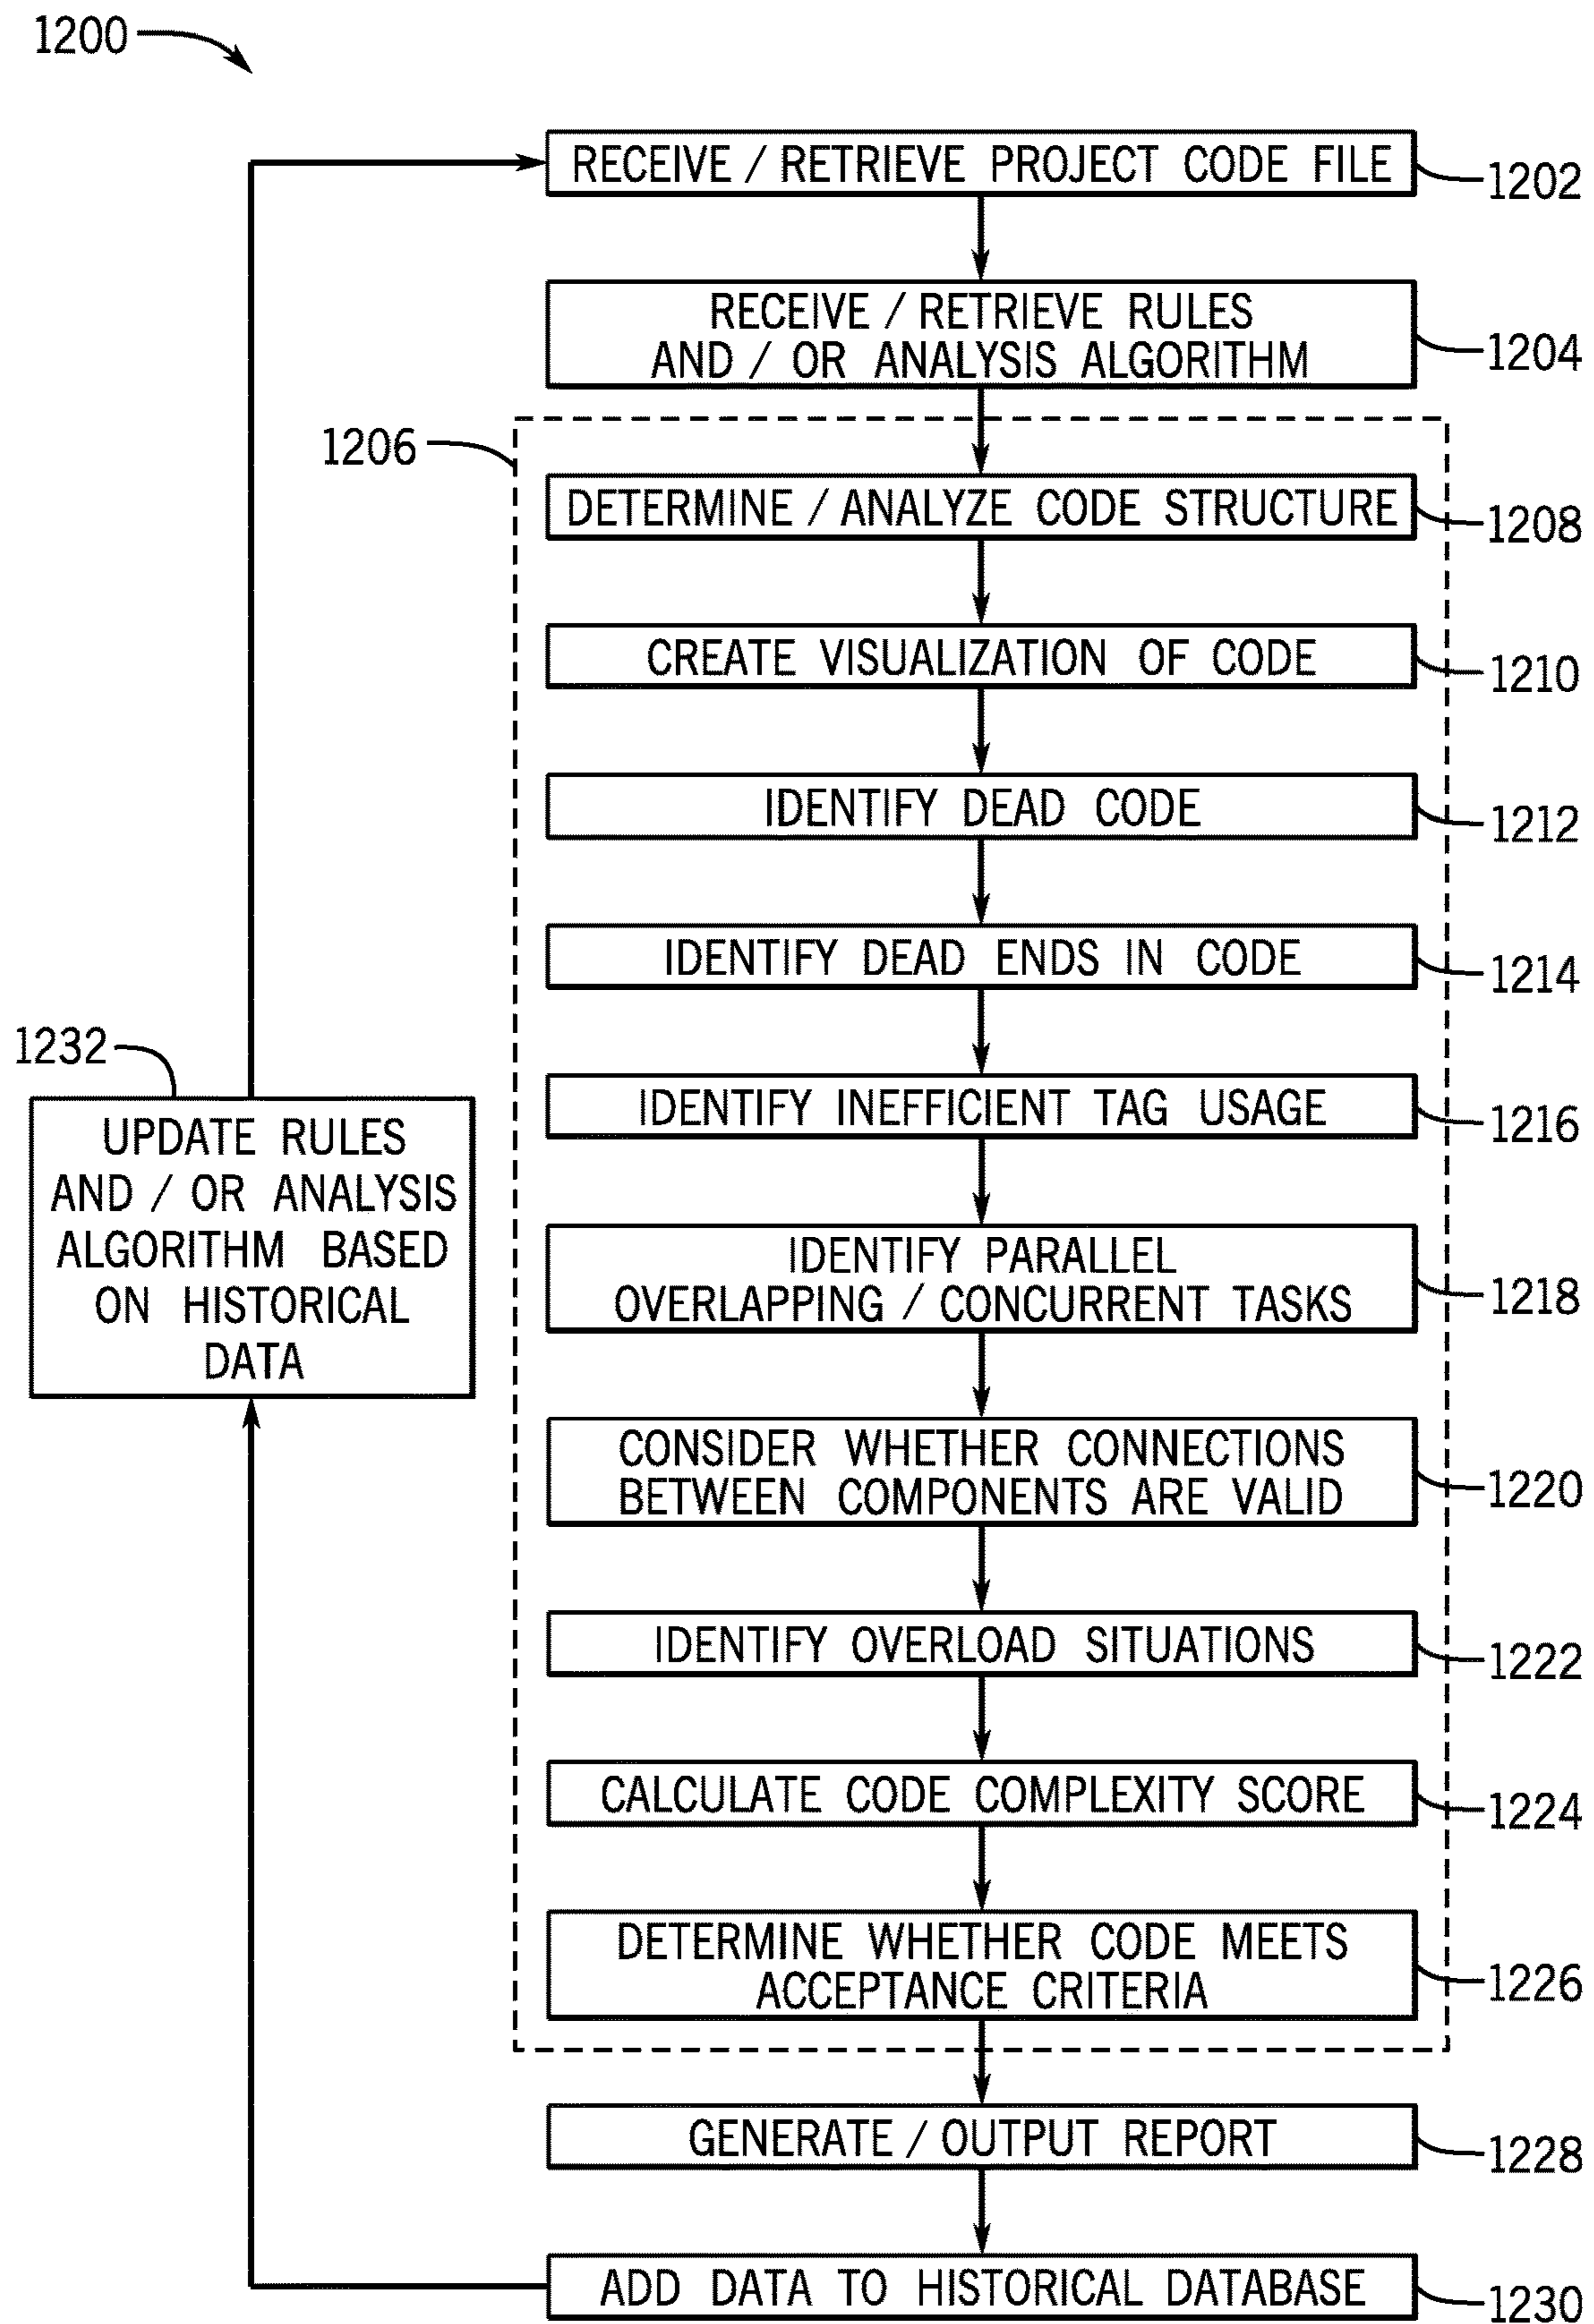 1200
RECEIVE / RETRIEVE PROJECT CODE FILE
1202
RECEIVE / RETRIEVE RULES
AND / OR ANALYSIS ALGORITHM
1204
1206
DETERMINE / ANALYZE CODE STRUCTURE
1208
CREATE VISUALIZATION OF CODE
1210
IDENTIFY DEAD CODE
1212
IDENTIFY DEAD ENDS IN CODE
1214
IDENTIFY INEFFICIENT TAG USAGE
1216
IDENTIFY PARALLEL
OVERLAPPING / CONCURRENT TASKS
1218
CONSIDER WHETHER CONNECTIONS
BETWEEN COMPONENTS ARE VALID
1220
IDENTIFY OVERLOAD SITUATIONS
1222
CALCULATE CODE COMPLEXITY SCORE
1224
DETERMINE WHETHER CODE MEETS
ACCEPTANCE CRITERIA
1226
GENERATE / OUTPUT REPORT
1228
ADD DATA TO HISTORICAL DATABASE
1230
1232
UPDATE RULES
AND / OR ANALYSIS
ALGORITHM BASED
ON HISTORICAL
DATA